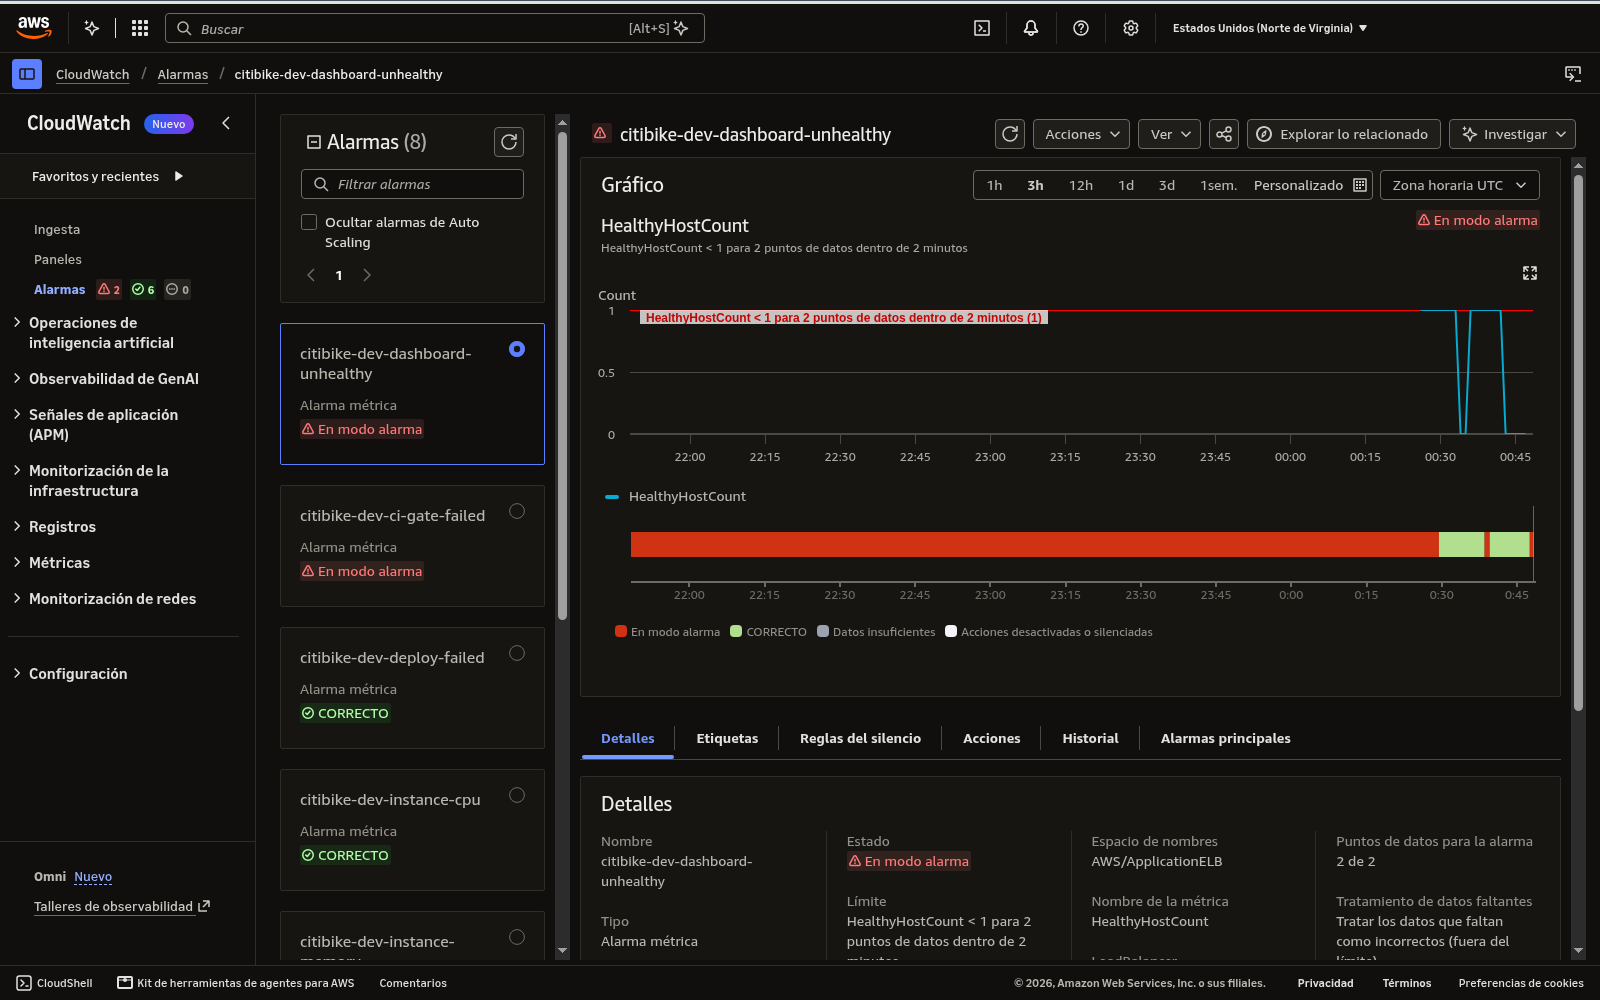 aws
Buscar
[Alt+S]
Estados Unidos (Norte de Virginia)
CloudWatch / Alarmas / citibike-dev-dashboard-unhealthy
CloudWatch Nuevo
Favoritos y recientes
Ingesta
Paneles
Alarmas 2 6 0
Operaciones de
inteligencia artificial
Observabilidad de GenAI
Señales de aplicación
(APM)
Monitorización de la
infraestructura
Registros
Métricas
Monitorización de redes
Configuración
Omni Nuevo
Talleres de observabilidad
Alarmas (8)
Filtrar alarmas
Ocultar alarmas de Auto
Scaling
1
citibike-dev-dashboard-
unhealthy
Alarma métrica
En modo alarma
citibike-dev-ci-gate-failed
Alarma métrica
En modo alarma
citibike-dev-deploy-failed
Alarma métrica
CORRECTO
citibike-dev-instance-cpu
Alarma métrica
CORRECTO
citibike-dev-instance-
citibike-dev-dashboard-unhealthy
Acciones
Ver
Explorar lo relacionado
Investigar
Gráfico
1h 3h 12h 1d 3d 1sem. Personalizado
Zona horaria UTC
HealthyHostCount
En modo alarma
HealthyHostCount < 1 para 2 puntos de datos dentro de 2 minutos
Count
1
HealthyHostCount < 1 para 2 puntos de datos dentro de 2 minutos (1)
0.5
0
22:00 22:15 22:30 22:45 23:00 23:15 23:30 23:45 00:00 00:15 00:30 00:45
HealthyHostCount
22:00 22:15 22:30 22:45 23:00 23:15 23:30 23:45 0:00 0:15 0:30 0:45
En modo alarma CORRECTO Datos insuficientes Acciones desactivadas o silenciadas
Detalles
Etiquetas
Reglas del silencio
Acciones
Historial
Alarmas principales
Detalles
Nombre
citibike-dev-dashboard-
unhealthy
Tipo
Alarma métrica
Estado
En modo alarma
Límite
HealthyHostCount < 1 para 2
puntos de datos dentro de 2
minutos
Espacio de nombres
AWS/ApplicationELB
Nombre de la métrica
HealthyHostCount
LoadBalancer
Puntos de datos para la alarma
2 de 2
Tratamiento de datos faltantes
Tratar los datos que faltan
como incorrectos (fuera del
límite)
CloudShell
Kit de herramientas de agentes para AWS
Comentarios
© 2026, Amazon Web Services, Inc. o sus filiales.
Privacidad
Términos
Preferencias de cookies